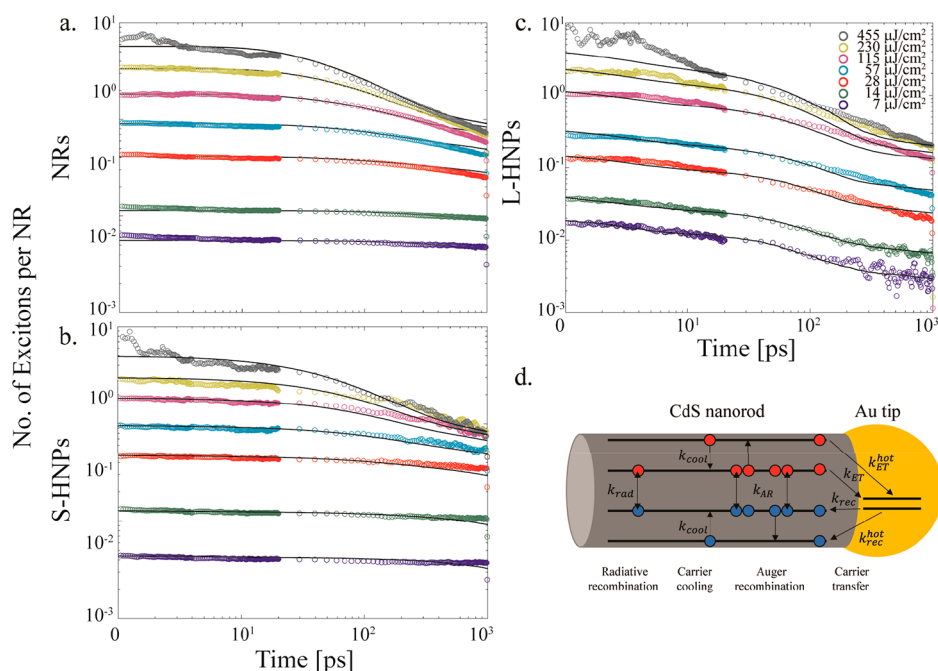 a.
c.
10¹
10⁰
10⁻¹
10⁻²
10⁻³
NRs
455 μJ/cm²
230 μJ/cm²
115 μJ/cm²
57 μJ/cm²
28 μJ/cm²
14 μJ/cm²
7 μJ/cm²
10¹
10⁰
10⁻¹
10⁻²
10⁻³
L-HNPs
0
10¹
10²
10³
Time [ps]
No. of Excitons per NR
b.
10¹
10⁰
10⁻¹
10⁻²
10⁻³
S-HNPs
0
10¹
10²
10³
Time [ps]
d.
CdS nanorod
Au tip
k_cool
k_ET^hot
k_ET
k_rad
k_AR
k_rec
k_cool
k_rec^hot
Radiative recombination
Carrier cooling
Auger recombination
Carrier transfer